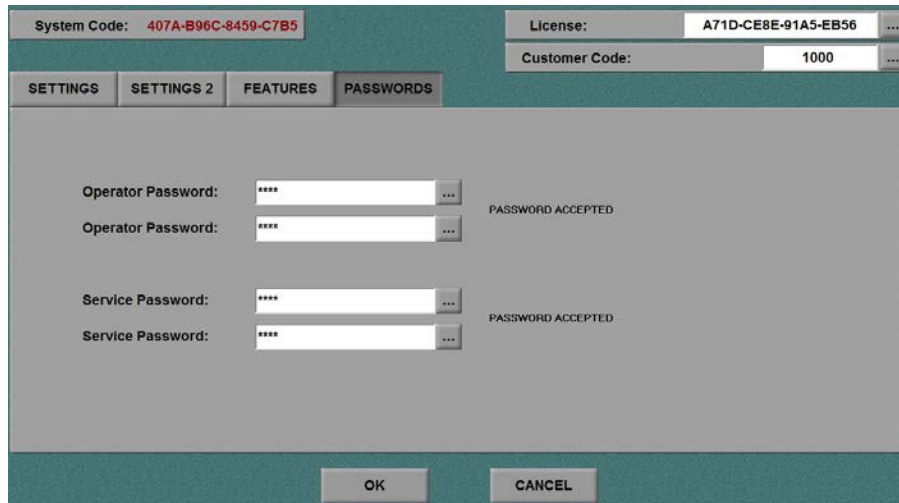 System Code: 407A-B96C-8459-C7B5
License: A71D-CE8E-91A5-EB56 ...
Customer Code: 1000 ...
SETTINGS SETTINGS 2 FEATURES PASSWORDS
Operator Password: **** ...
PASSWORD ACCEPTED
Operator Password: **** ...
Service Password: **** ...
PASSWORD ACCEPTED
Service Password: **** ...
OK CANCEL